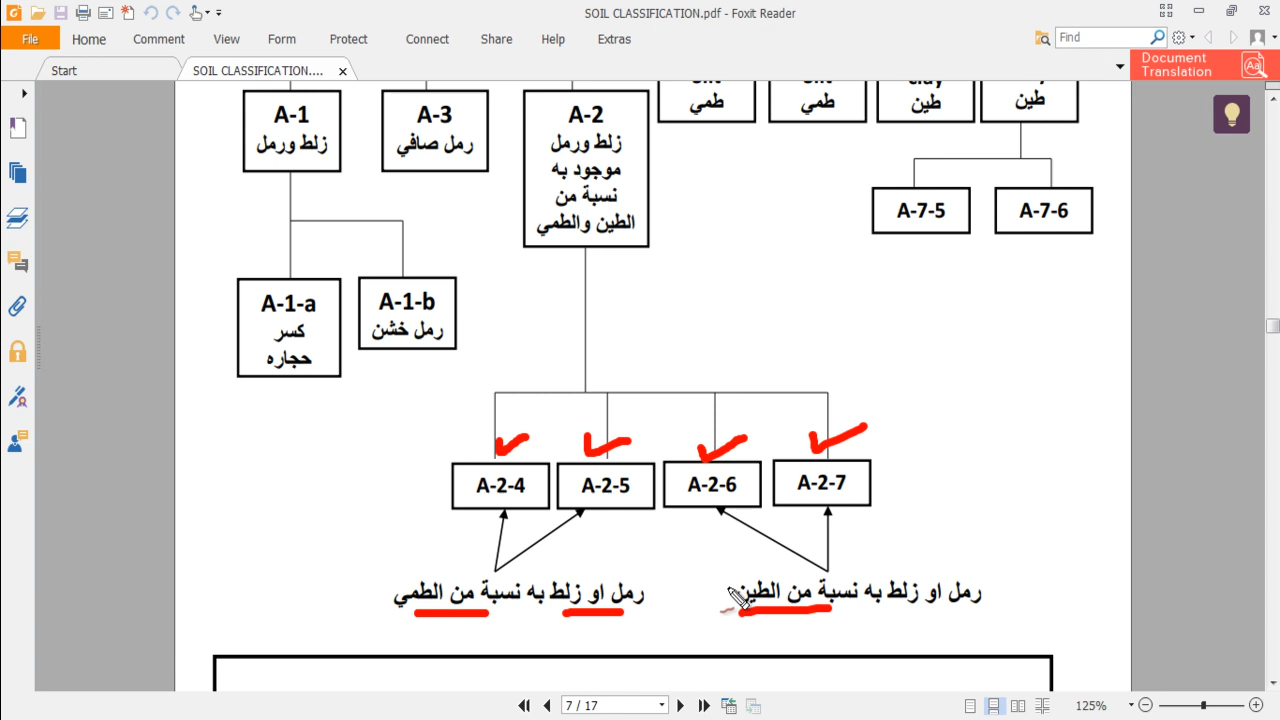 SOIL CLASSIFICATION.pdf - Foxit Reader
File Home Comment View Form Protect Connect Share Help Extras Find
Start
SOIL CLASSIFICATION....
Document
Translation
A-1
زلط ورمل
A-3
رمل صافي
A-2
زلط ورمل
موجود به
نسبة من
الطين والطمي
طمي
طمي
طين
طين
A-7-5
A-7-6
A-1-a
كسر
حجاره
A-1-b
رمل خشن
A-2-4
A-2-5
A-2-6
A-2-7
رمل او زلط به نسبة من الطمي
رمل او زلط به نسبة من الطين
7 / 17
125%